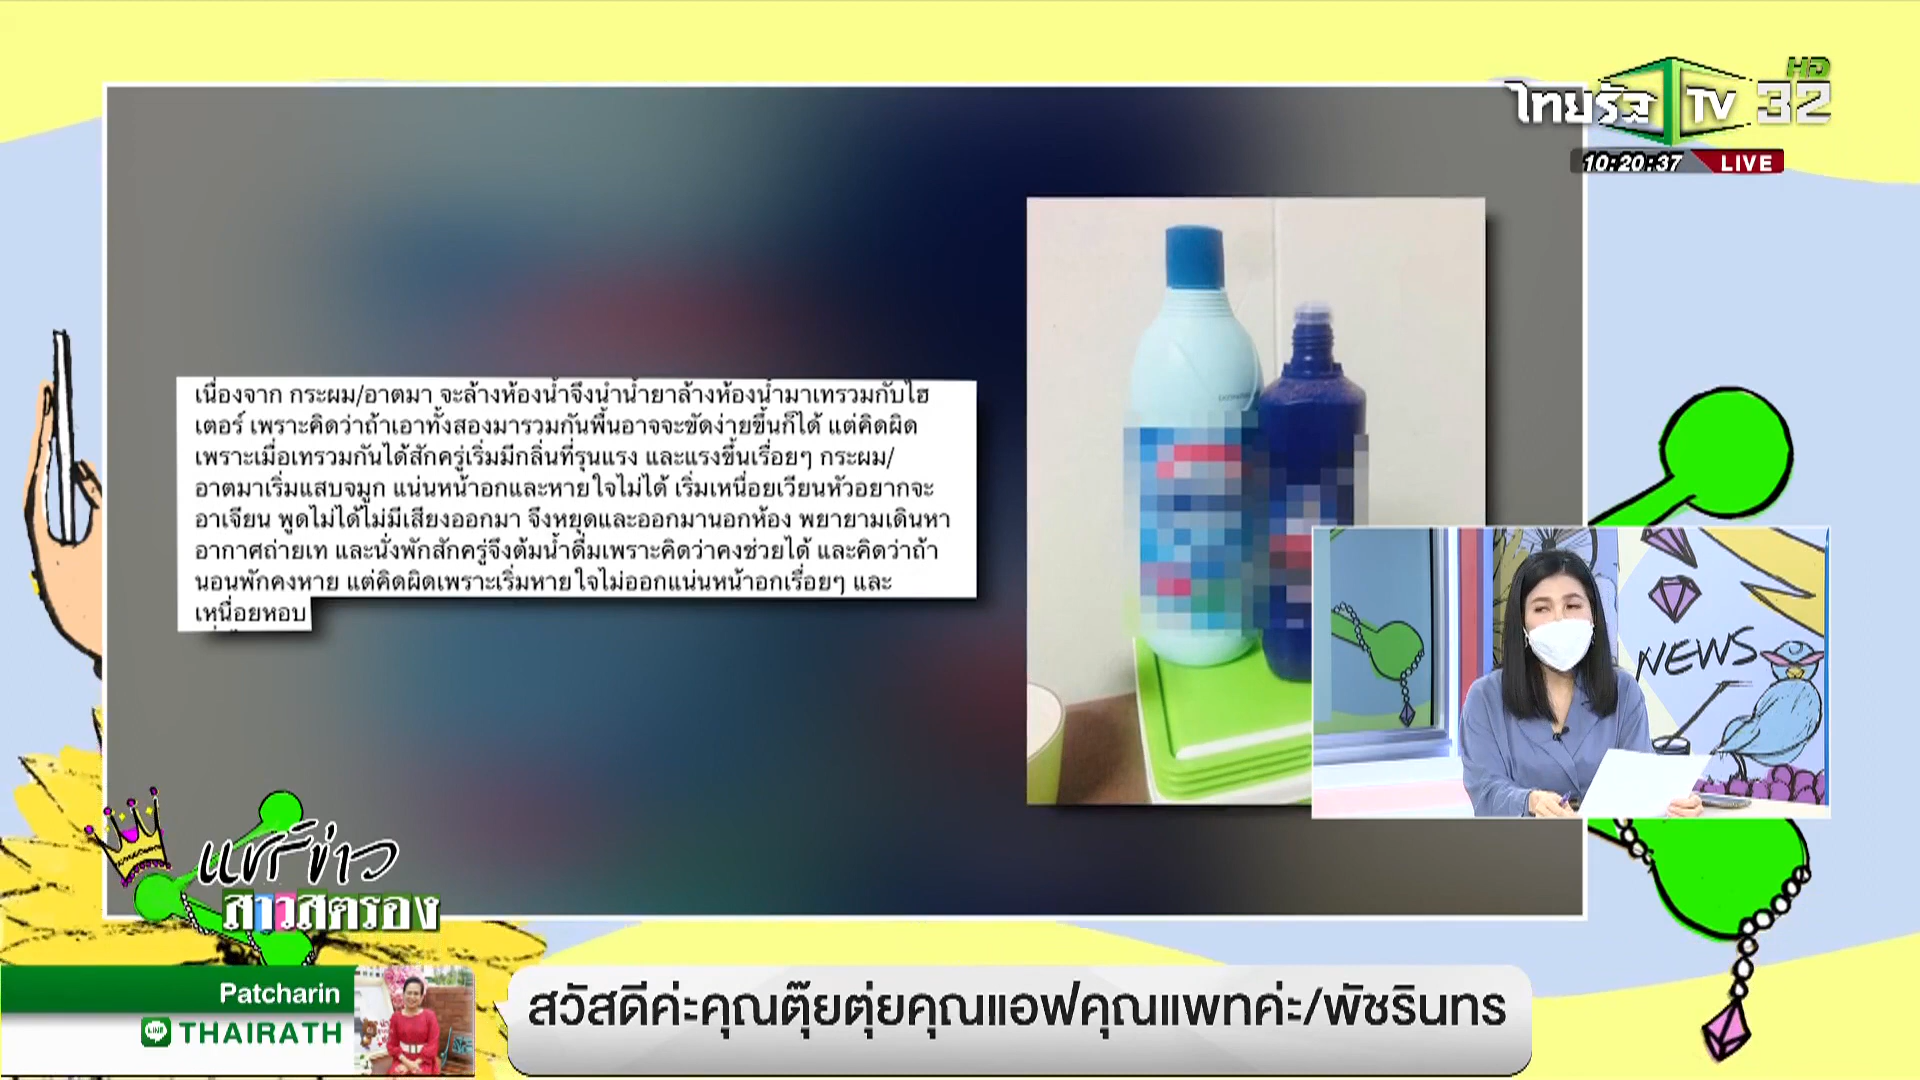 ไทยรัฐ TV HD 32
10:20:37 LIVE
เนื่องจาก กระผม/อาตมา จะล้างห้องน้ำจึงนำน้ำยาล้างห้องน้ำมาเทรวมกับไฮ
เตอร์ เพราะคิดว่าถ้าเอาทั้งสองมารวมกันพื้นอาจจะขัดง่ายขึ้นก็ได้ แต่คิดผิด
เพราะเมื่อเทรวมกันได้สักครู่เริ่มมีกลิ่นที่รุนแรง และแรงขึ้นเรื่อยๆ กระผม/
อาตมาเริ่มแสบจมูก แน่นหน้าอกและหายใจไม่ได้ เริ่มเหนื่อยเวียนหัวอยากจะ
อาเจียน พูดไม่ได้ไม่มีเสียงออกมา จึงหยุดและออกมานอกห้อง พยายามเดินหา
อากาศถ่ายเท และนั่งพักสักครู่จึงต้มน้ำดื่มเพราะคิดว่าคงช่วยได้ และคิดว่าถ้า
นอนพักคงหาย แต่คิดผิดเพราะเริ่มหายใจไม่ออกแน่นหน้าอกเรื่อยๆ และ
เหนื่อยหอบ
NEWS
แชร์ข่าว
สาวสตรอง
Patcharin
LINE THAIRATH
สวัสดีค่ะคุณตุ๊ยตุ่ยคุณแอฟคุณแพทค่ะ/พัชรินทร